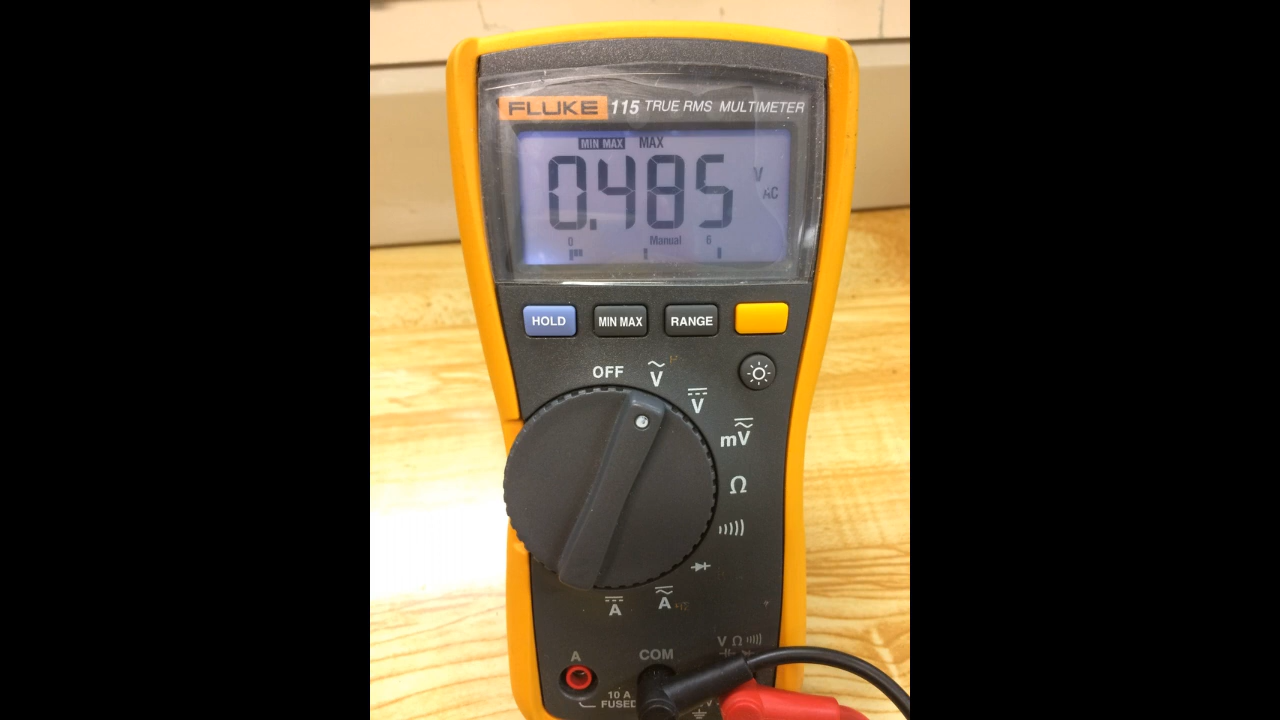 FLUKE 115 TRUE RMS MULTIMETER
MIN MAX MAX
0.485 V AC
0 Manual 6
HOLD MIN MAX RANGE
OFF Ṽ
V
mV
Ω
A A
A COM V Ω
10 A
FUSED